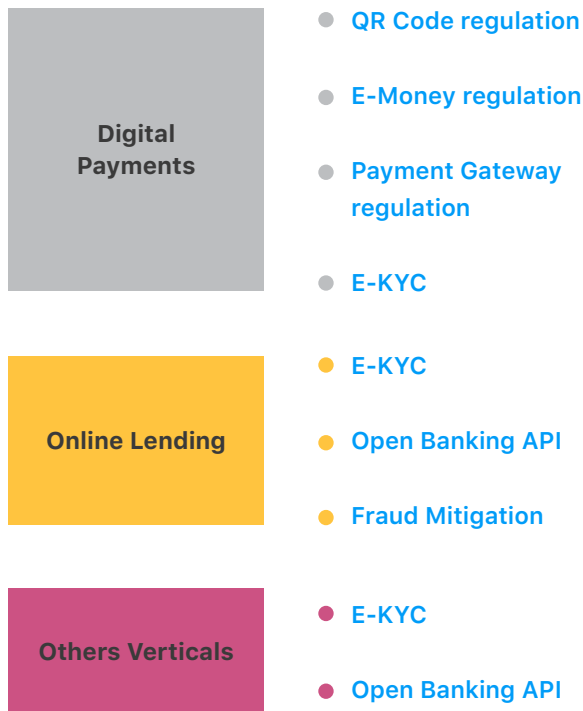 Digital
Payments
QR Code regulation
E-Money regulation
Payment Gateway
regulation
E-KYC
Online Lending
E-KYC
Open Banking API
Fraud Mitigation
Others Verticals
E-KYC
Open Banking API